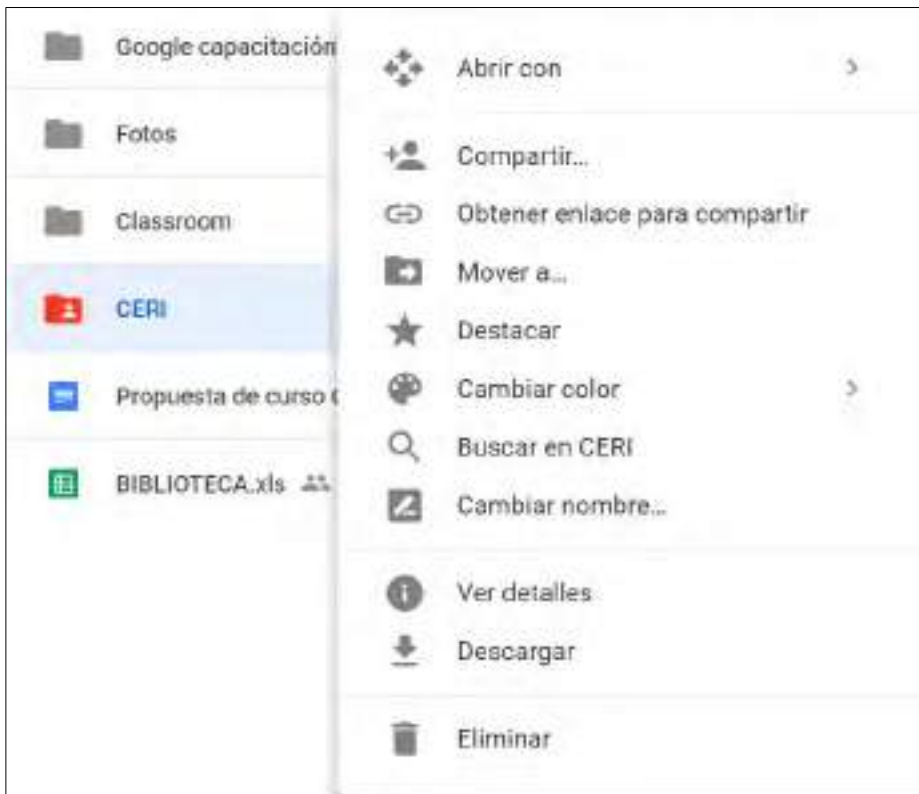 Google capacitación
Fotos
Classroom
CERI
Propuesta de curso
BIBLIOTECA.xls
Abrir con
Compartir...
Obtener enlace para compartir
Mover a...
Destacar
Cambiar color
Buscar en CERI
Cambiar nombre...
Ver detalles
Descargar
Eliminar